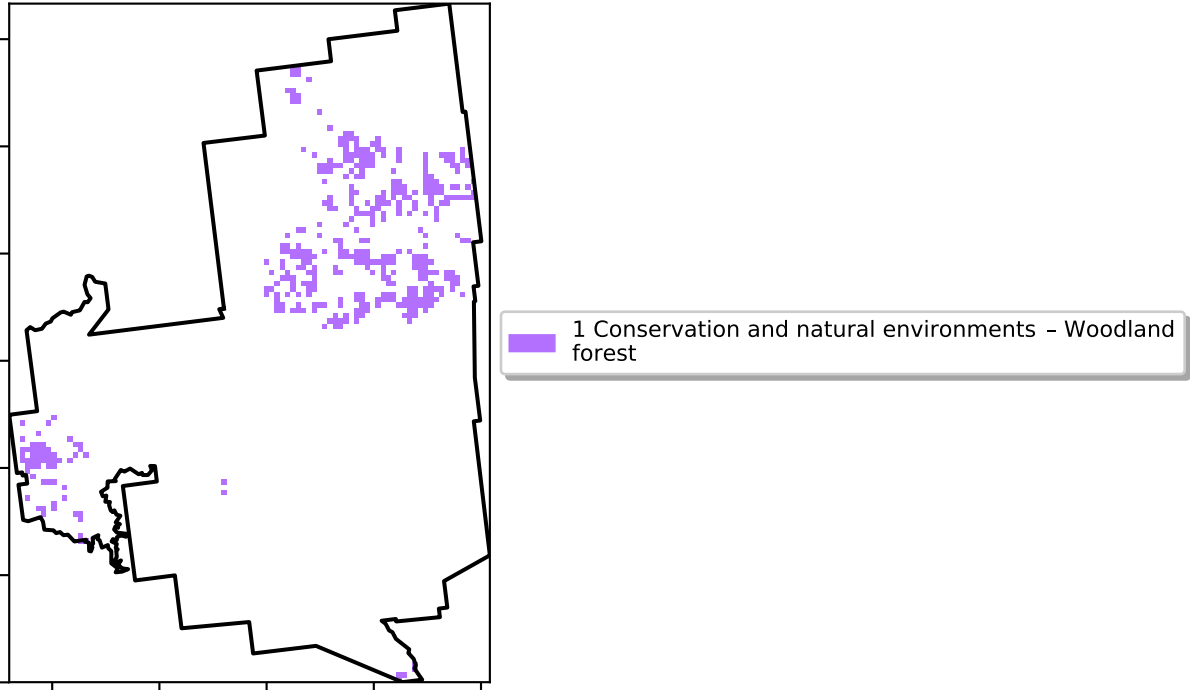 1 Conservation and natural environments – Woodland
forest